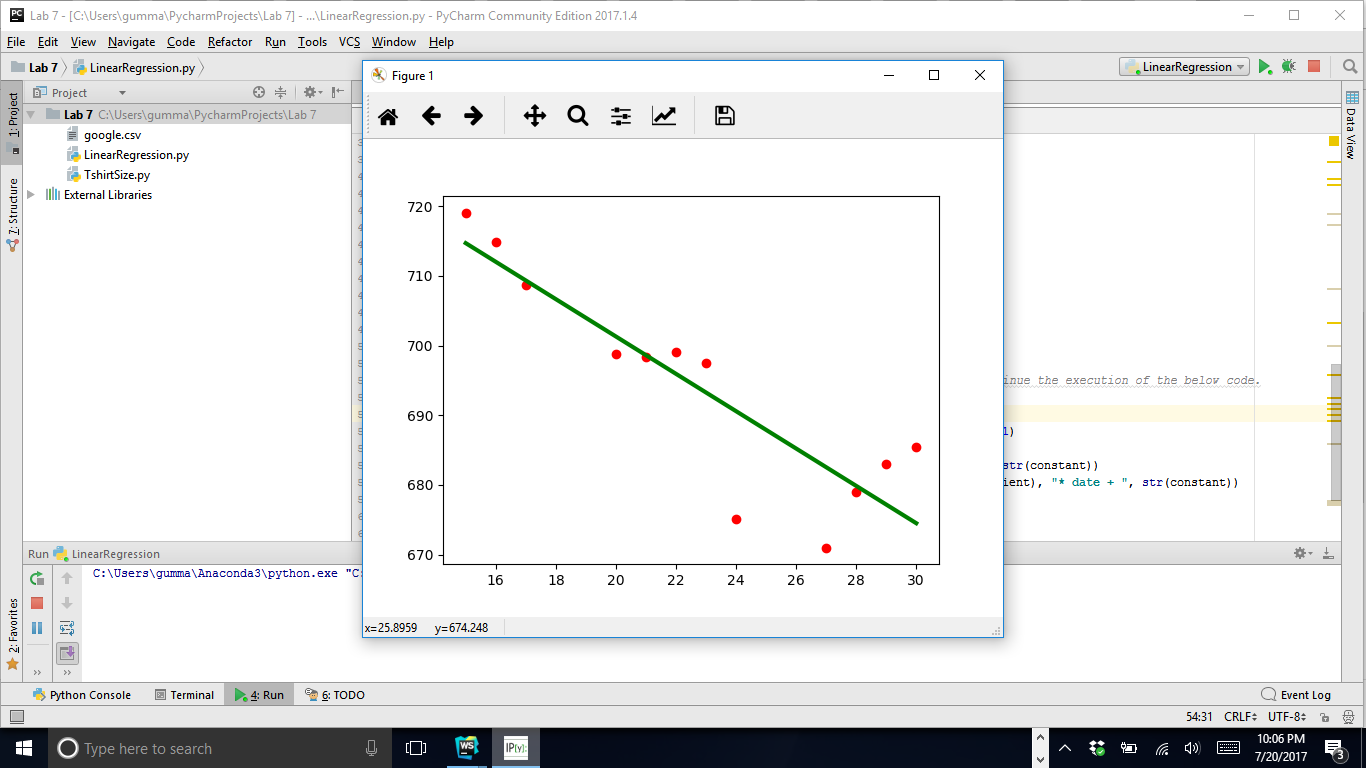 Lab 7 - [C:\Users\gumma\PycharmProjects\Lab 7] - ...\LinearRegression.py - PyCharm Community Edition 2017.1.4
File Edit View Navigate Code Refactor Run Tools VCS Window Help
Lab 7 LinearRegression.py
LinearRegression
Project
Lab 7 C:\Users\gumma\PycharmProjects\Lab 7
google.csv
LinearRegression.py
TshirtSize.py
External Libraries
1: Project
7: Structure
2: Favorites
Data View
Figure 1
720
710
700
690
680
670
16 18 20 22 24 26 28 30
x=25.8959 y=674.248
inue the execution of the below code.
str(constant))
ient), "* date + ", str(constant))
Run LinearRegression
C:\Users\gumma\Anaconda3\python.exe "C:
Python Console Terminal 4: Run 6: TODO Event Log
54:31 CRLF UTF-8
Type here to search
WS
IP[y]:
10:06 PM
7/20/2017
3